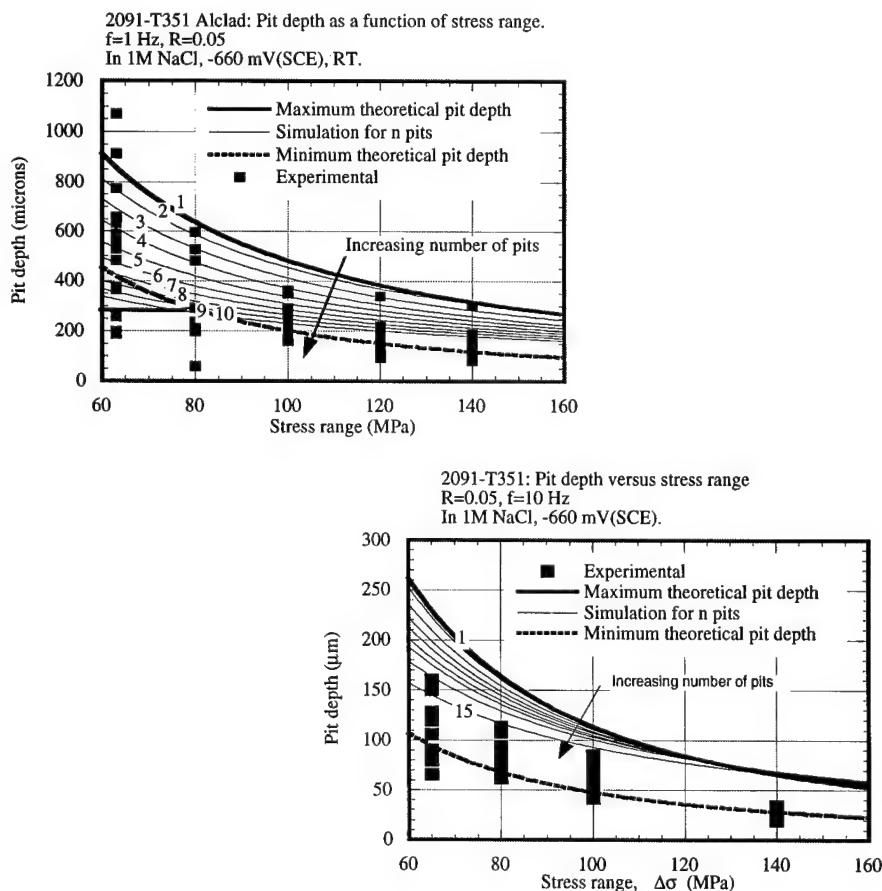 2091-T351 Alclad: Pit depth as a function of stress range.
f=1 Hz, R=0.05
In 1M NaCl, -660 mV(SCE), RT.
1200
1000
800
600
400
200
0
Pit depth (microns)
Maximum theoretical pit depth
Simulation for n pits
Minimum theoretical pit depth
Experimental
1
2
3
4
5
6
7
8
9
10
Increasing number of pits
60 80 100 120 140 160
Stress range (MPa)
2091-T351: Pit depth versus stress range
R=0.05, f=10 Hz
In 1M NaCl, -660 mV(SCE).
300
250
200
150
100
50
0
Pit depth (µm)
Experimental
Maximum theoretical pit depth
Simulation for n pits
Minimum theoretical pit depth
1
15
Increasing number of pits
60 80 100 120 140 160
Stress range, Δσ (MPa)